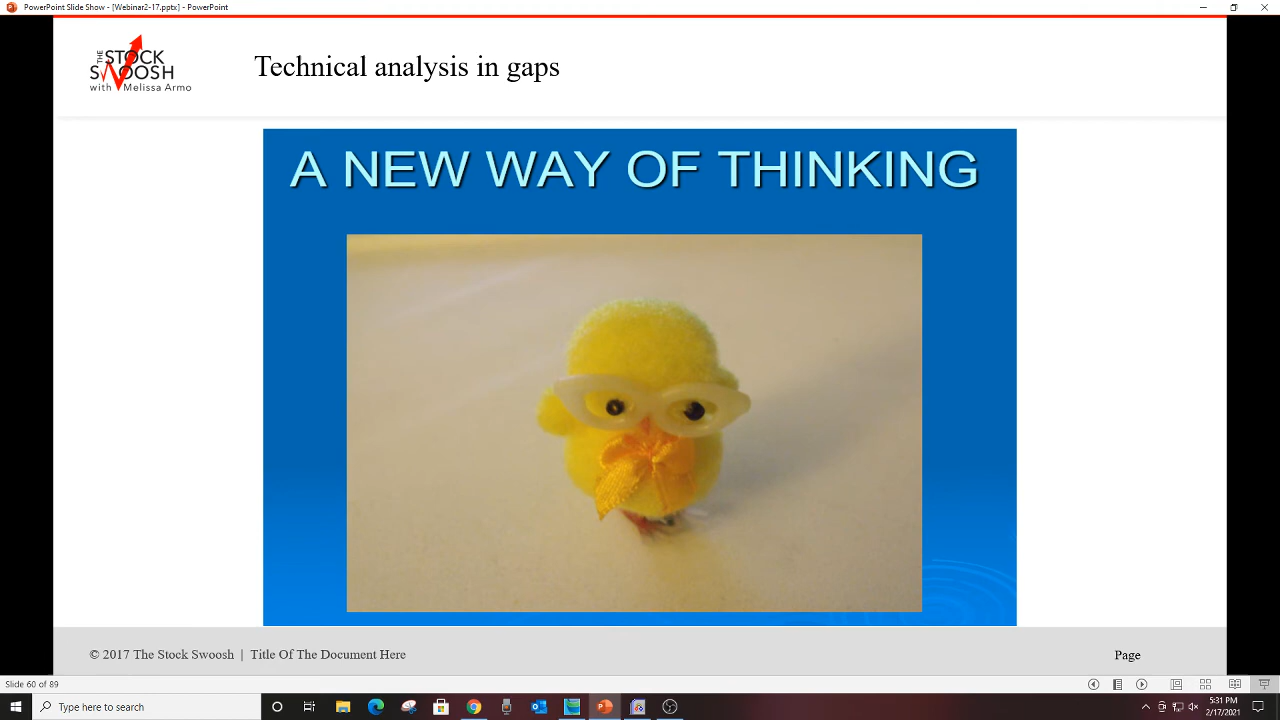 PowerPoint Slide Show - [Webinar2-17.pptx] - PowerPoint
THE
STOCK
SWOOSH
with Melissa Armo
Technical analysis in gaps
A NEW WAY OF THINKING
© 2017 The Stock Swoosh | Title Of The Document Here
Page
Slide 60 of 89
Type here to search
5:31 PM
2/17/2021